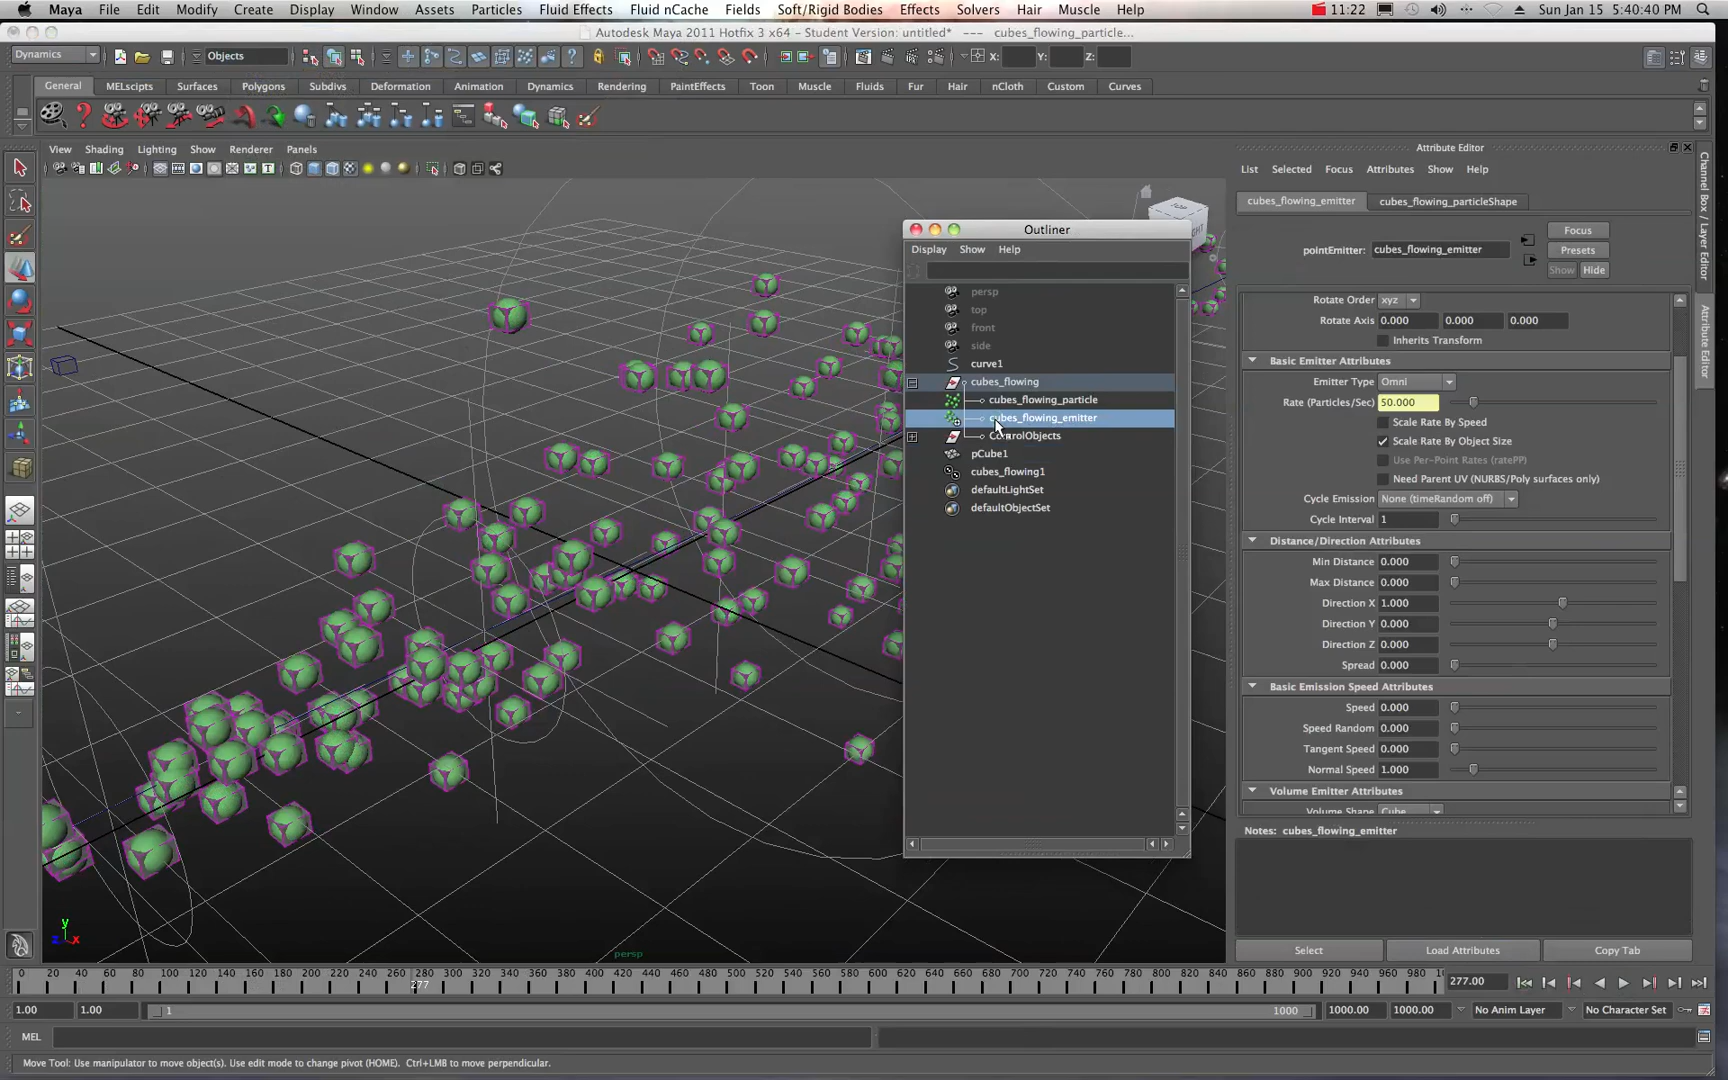 Maya File Edit Modify Create Display Window Assets Particles Fluid Effects Fluid nCache Fields Soft/Rigid Bodies Effects Solvers Hair Muscle Help 11:22 Sun Jan 15 5:40:40 PM
Autodesk Maya 2011 Hotfix 3 x64 - Student Version: untitled* --- cubes_flowing_particle...
Dynamics Objects X: Y: Z:
General MELscipts Surfaces Polygons Subdivs Deformation Animation Dynamics Rendering PaintEffects Toon Muscle Fluids Fur Hair nCloth Custom Curves
View Shading Lighting Show Renderer Panels
TOP
persp
Outliner
Display Show Help
persp
top
front
side
curve1
cubes_flowing
cubes_flowing_particle
cubes_flowing_emitter
ControlObjects
pCube1
cubes_flowing1
defaultLightSet
defaultObjectSet
Attribute Editor
List Selected Focus Attributes Show Help
cubes_flowing_emitter cubes_flowing_particleShape
Focus
pointEmitter: cubes_flowing_emitter Presets
Show Hide
Rotate Order xyz
Rotate Axis 0.000 0.000 0.000
Inherits Transform
Basic Emitter Attributes
Emitter Type Omni
Rate (Particles/Sec) 50.000
Scale Rate By Speed
Scale Rate By Object Size
Use Per-Point Rates (ratePP)
Need Parent UV (NURBS/Poly surfaces only)
Cycle Emission None (timeRandom off)
Cycle Interval 1
Distance/Direction Attributes
Min Distance 0.000
Max Distance 0.000
Direction X 1.000
Direction Y 0.000
Direction Z 0.000
Spread 0.000
Basic Emission Speed Attributes
Speed 0.000
Speed Random 0.000
Tangent Speed 0.000
Normal Speed 1.000
Volume Emitter Attributes
Volume Shape Cube
Notes: cubes_flowing_emitter
Select Load Attributes Copy Tab
Channel Box / Layer Editor
Attribute Editor
y
z x
0 20 40 60 80 100 120 140 160 180 200 220 240 260 280 300 320 340 360 380 400 420 440 460 480 500 520 540 560 580 600 620 640 660 680 700 720 740 760 780 800 820 840 860 880 900 920 940 960 980
277 277.00
1.00 1.00 1 1000 1000.00 1000.00 No Anim Layer No Character Set
MEL
Move Tool: Use manipulator to move object(s). Use edit mode to change pivot (HOME). Ctrl+LMB to move perpendicular.